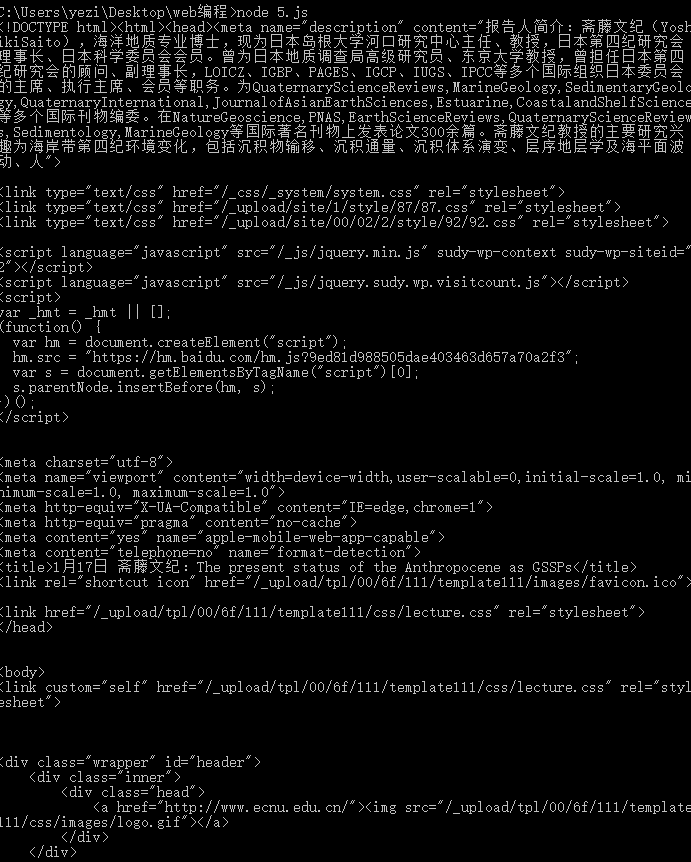 C:\Users\yezi\Desktop\web编程>node 5.js
<!DOCTYPE html><html><head><meta name="description" content="报告人简介：斋藤文纪（Yosh
ikiSaito），海洋地质专业博士，现为日本岛根大学河口研究中心主任、教授，日本第四纪研究会
理事长、日本科学委员会会员。曾为日本地质调查局高级研究员、东京大学教授，曾担任日本第四
纪研究会的顾问、副理事长，LOICZ、IGBP、PAGES、IGCP、IUGS、IPCC等多个国际组织日本委员会
的主席、执行主席、会员等职务。为QuaternaryScienceReviews,MarineGeology,SedimentaryGeolo
gy,QuaternaryInternational,JournalofAsianEarthSciences,Estuarine,CoastalandShelfScience
等多个国际刊物编委。在NatureGeoscience,PNAS,EarthScienceReviews,QuaternaryScienceReview
s,Sedimentology,MarineGeology等国际著名刊物上发表论文300余篇。斋藤文纪教授的主要研究兴
趣为海岸带第四纪环境变化，包括沉积物输移、沉积通量、沉积体系演变、层序地层学及海平面波
动、人">
<link type="text/css" href="/_css/_system/system.css" rel="stylesheet">
<link type="text/css" href="/_upload/site/1/style/87/87.css" rel="stylesheet">
<link type="text/css" href="/_upload/site/00/02/2/style/92/92.css" rel="stylesheet">
<script language="javascript" src="/_js/jquery.min.js" sudy-wp-context sudy-wp-siteid="
2"></script>
<script language="javascript" src="/_js/jquery.sudy.wp.visitcount.js"></script>
<script>
var _hmt = _hmt || [];
(function() {
  var hm = document.createElement("script");
  hm.src = "https://hm.baidu.com/hm.js?9ed81d988505dae403463d657a70a2f3";
  var s = document.getElementsByTagName("script")[0];
  s.parentNode.insertBefore(hm, s);
})();
</script>
<meta charset="utf-8">
<meta name="viewport" content="width=device-width,user-scalable=0,initial-scale=1.0, mi
nimum-scale=1.0, maximum-scale=1.0">
<meta http-equiv="X-UA-Compatible" content="IE=edge,chrome=1">
<meta http-equiv="pragma" content="no-cache">
<meta content="yes" name="apple-mobile-web-app-capable">
<meta content="telephone=no" name="format-detection">
<title>1月17日 斋藤文纪：The present status of the Anthropocene as GSSPs</title>
<link rel="shortcut icon" href="/_upload/tpl/00/6f/111/template111/images/favicon.ico">
<link href="/_upload/tpl/00/6f/111/template111/css/lecture.css" rel="stylesheet">
</head>
<body>
<link custom="self" href="/_upload/tpl/00/6f/111/template111/css/lecture.css" rel="styl
esheet">
<div class="wrapper" id="header">
    <div class="inner">
        <div class="head">
            <a href="http://www.ecnu.edu.cn/"><img src="/_upload/tpl/00/6f/111/template
111/css/images/logo.gif"></a>
        </div>
    </div>